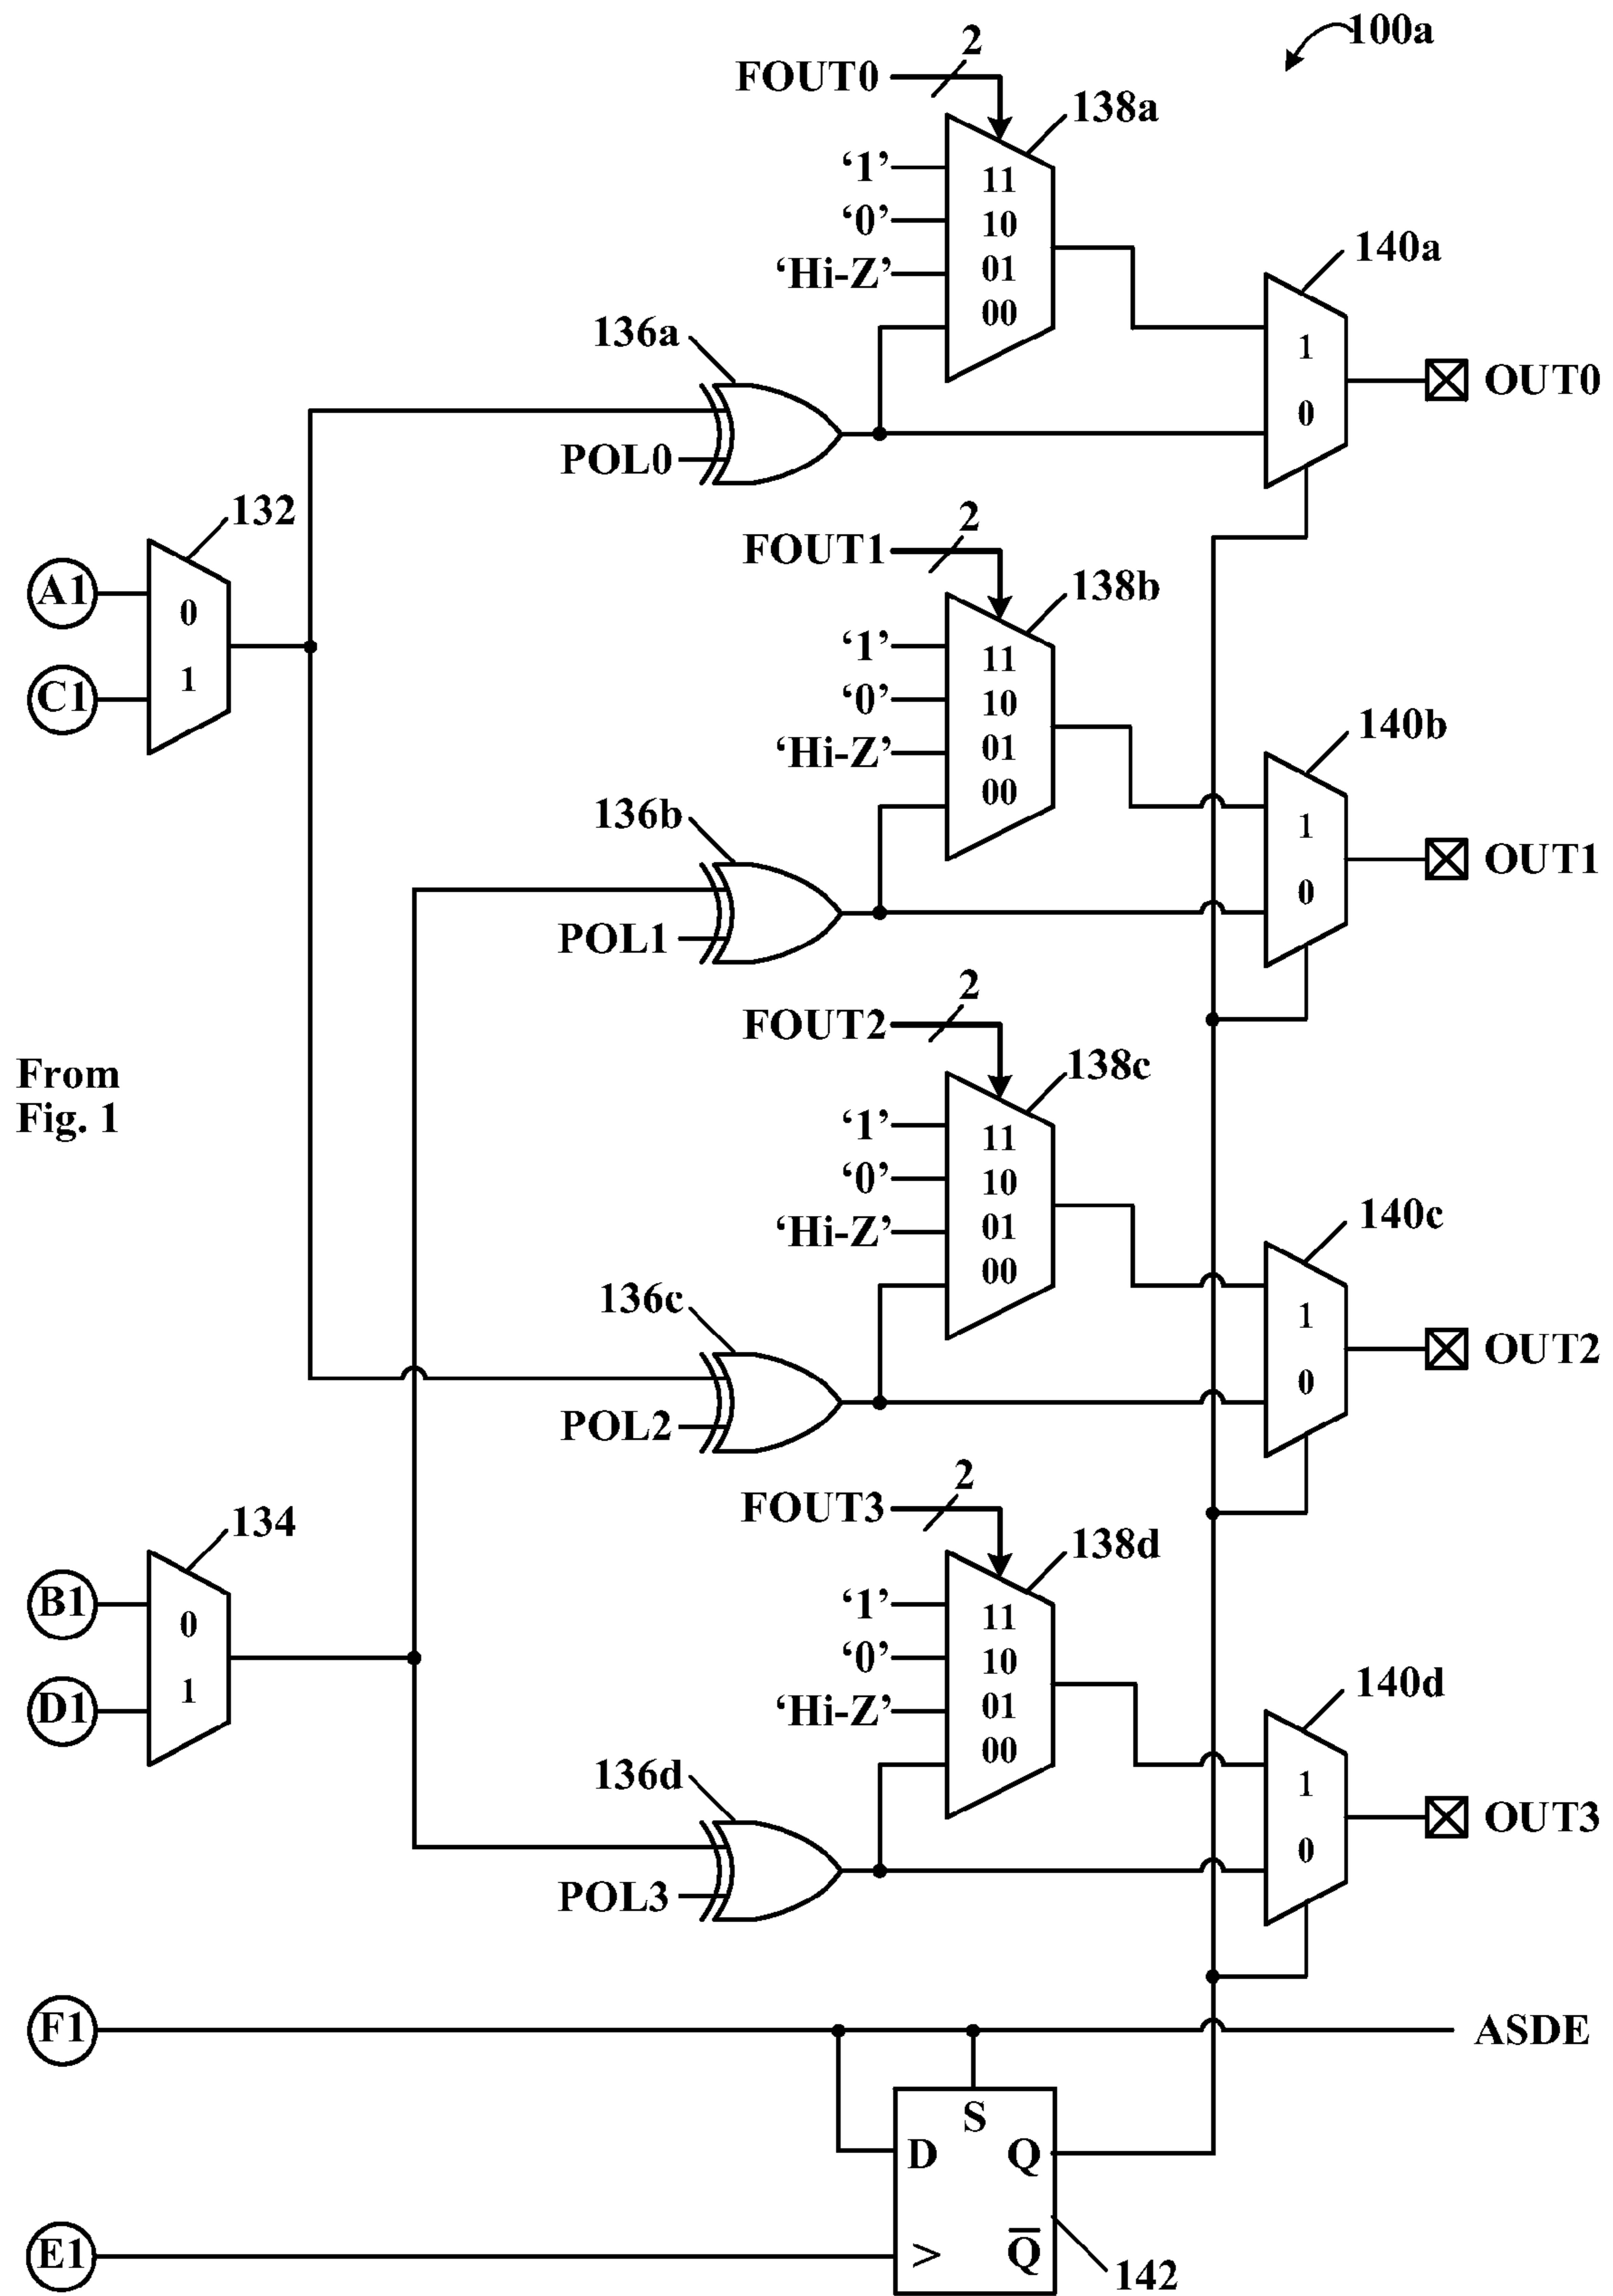 100a
FOUT0
2
138a
‘1’
‘0’
‘Hi-Z’
11
10
01
00
140a
1
0
OUT0
136a
POL0
132
A1
C1
0
1
FOUT1
2
138b
‘1’
‘0’
‘Hi-Z’
11
10
01
00
140b
1
0
OUT1
136b
POL1
From
Fig. 1
FOUT2
2
138c
‘1’
‘0’
‘Hi-Z’
11
10
01
00
140c
1
0
OUT2
136c
POL2
134
B1
D1
0
1
FOUT3
2
138d
‘1’
‘0’
‘Hi-Z’
11
10
01
00
140d
1
0
OUT3
136d
POL3
F1
ASDE
S
D
Q
E1
>
Q̅
142